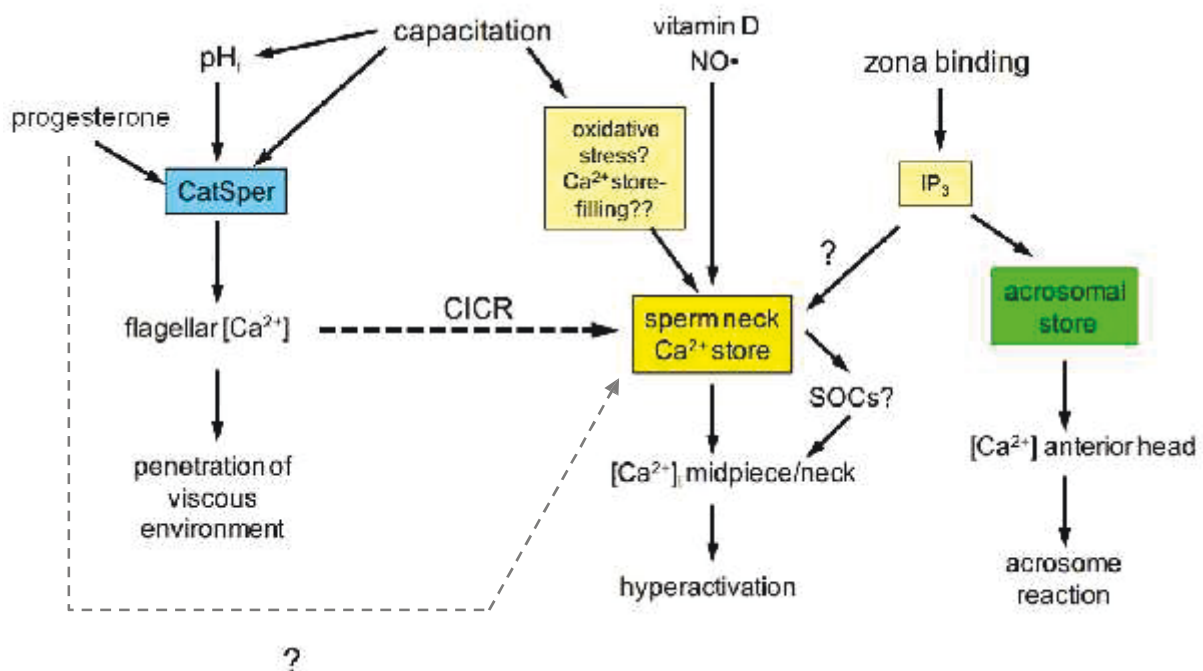 capacitation
vitamin D
NO•
pHᵢ
zona binding
progesterone
oxidative
stress?
Ca²⁺ store-
filling??
CatSper
IP₃
?
acrosomal
store
flagellar [Ca²⁺]
CICR
sperm neck
Ca²⁺ store
SOCs?
penetration of
viscous
environment
[Ca²⁺]ᵢ midpiece/neck
[Ca²⁺] anterior head
hyperactivation
acrosome
reaction
?